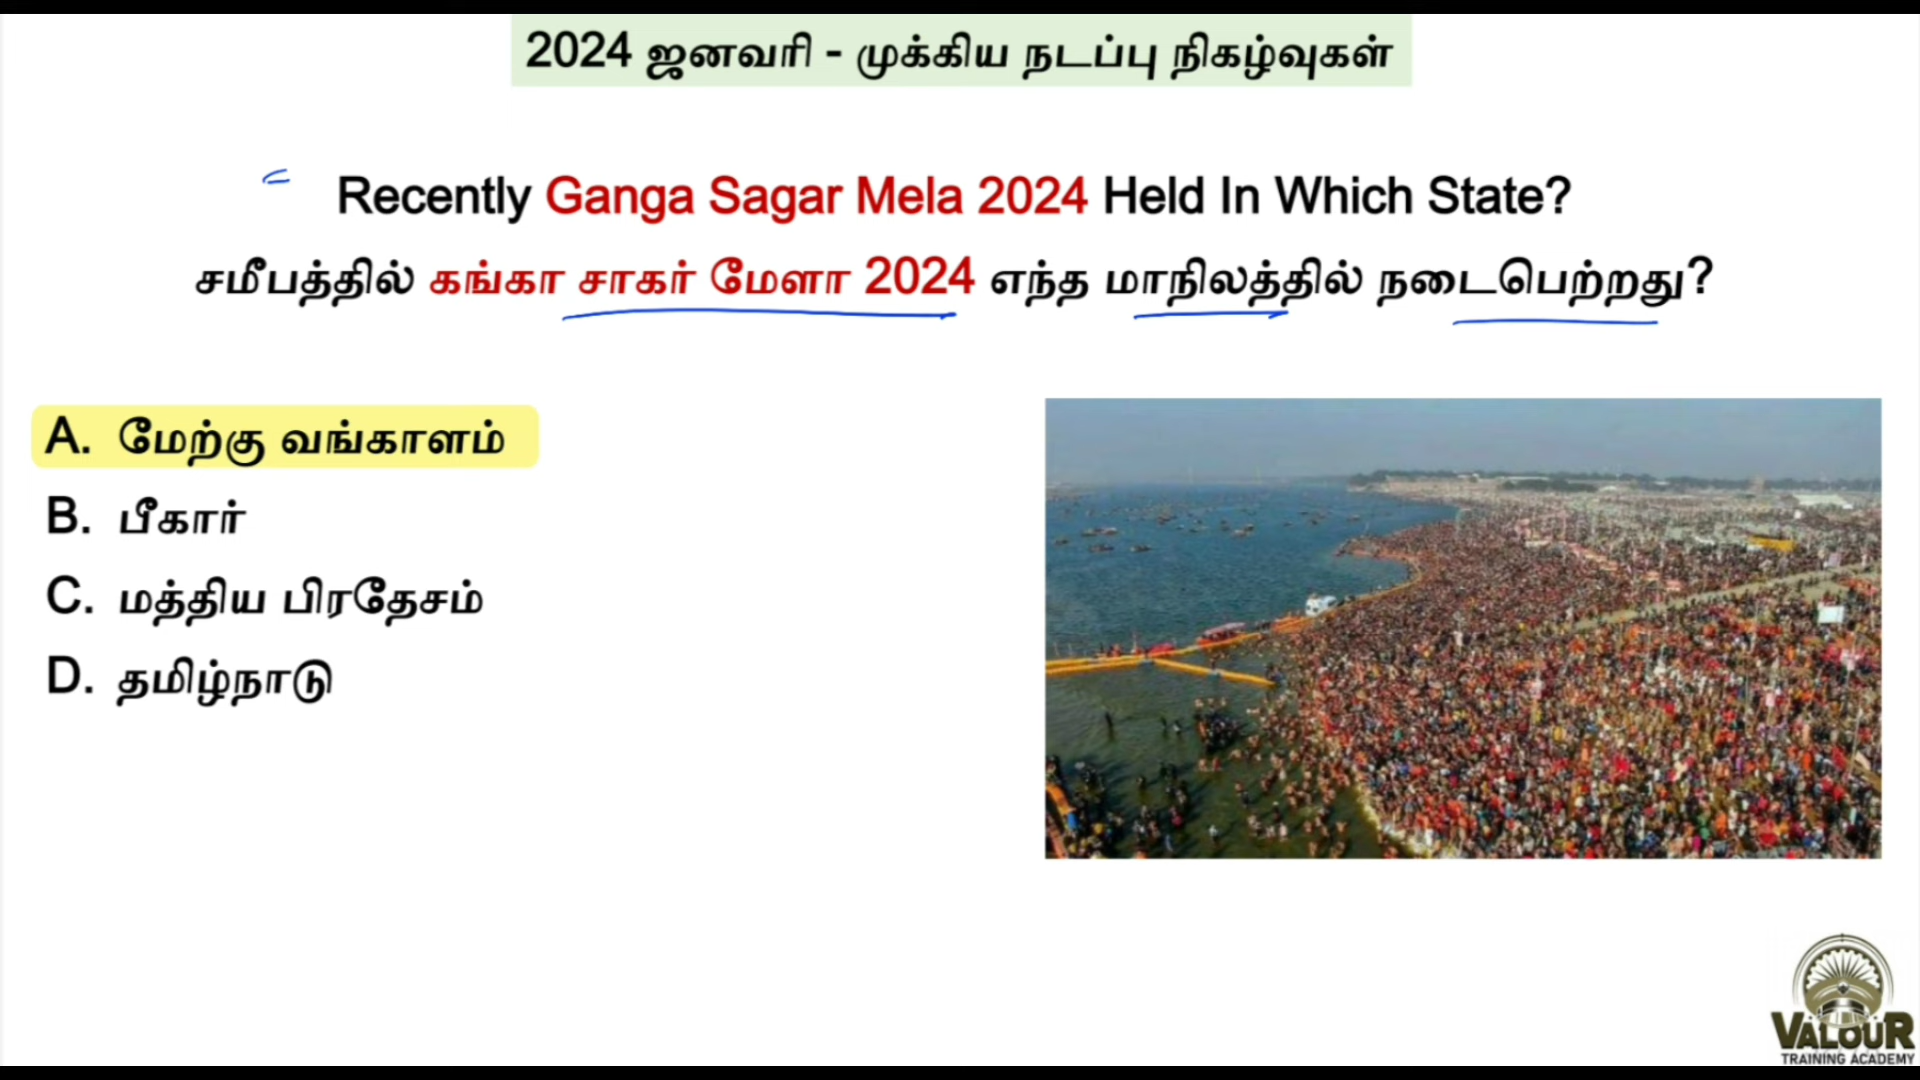 2024 ஜனவரி - முக்கிய நடப்பு நிகழ்வுகள்
Recently Ganga Sagar Mela 2024 Held In Which State?
சமீபத்தில் கங்கா சாகர் மேளா 2024 எந்த மாநிலத்தில் நடைபெற்றது?
A. மேற்கு வங்காளம்
B. பீகார்
C. மத்திய பிரதேசம்
D. தமிழ்நாடு
VALOUR
TRAINING ACADEMY